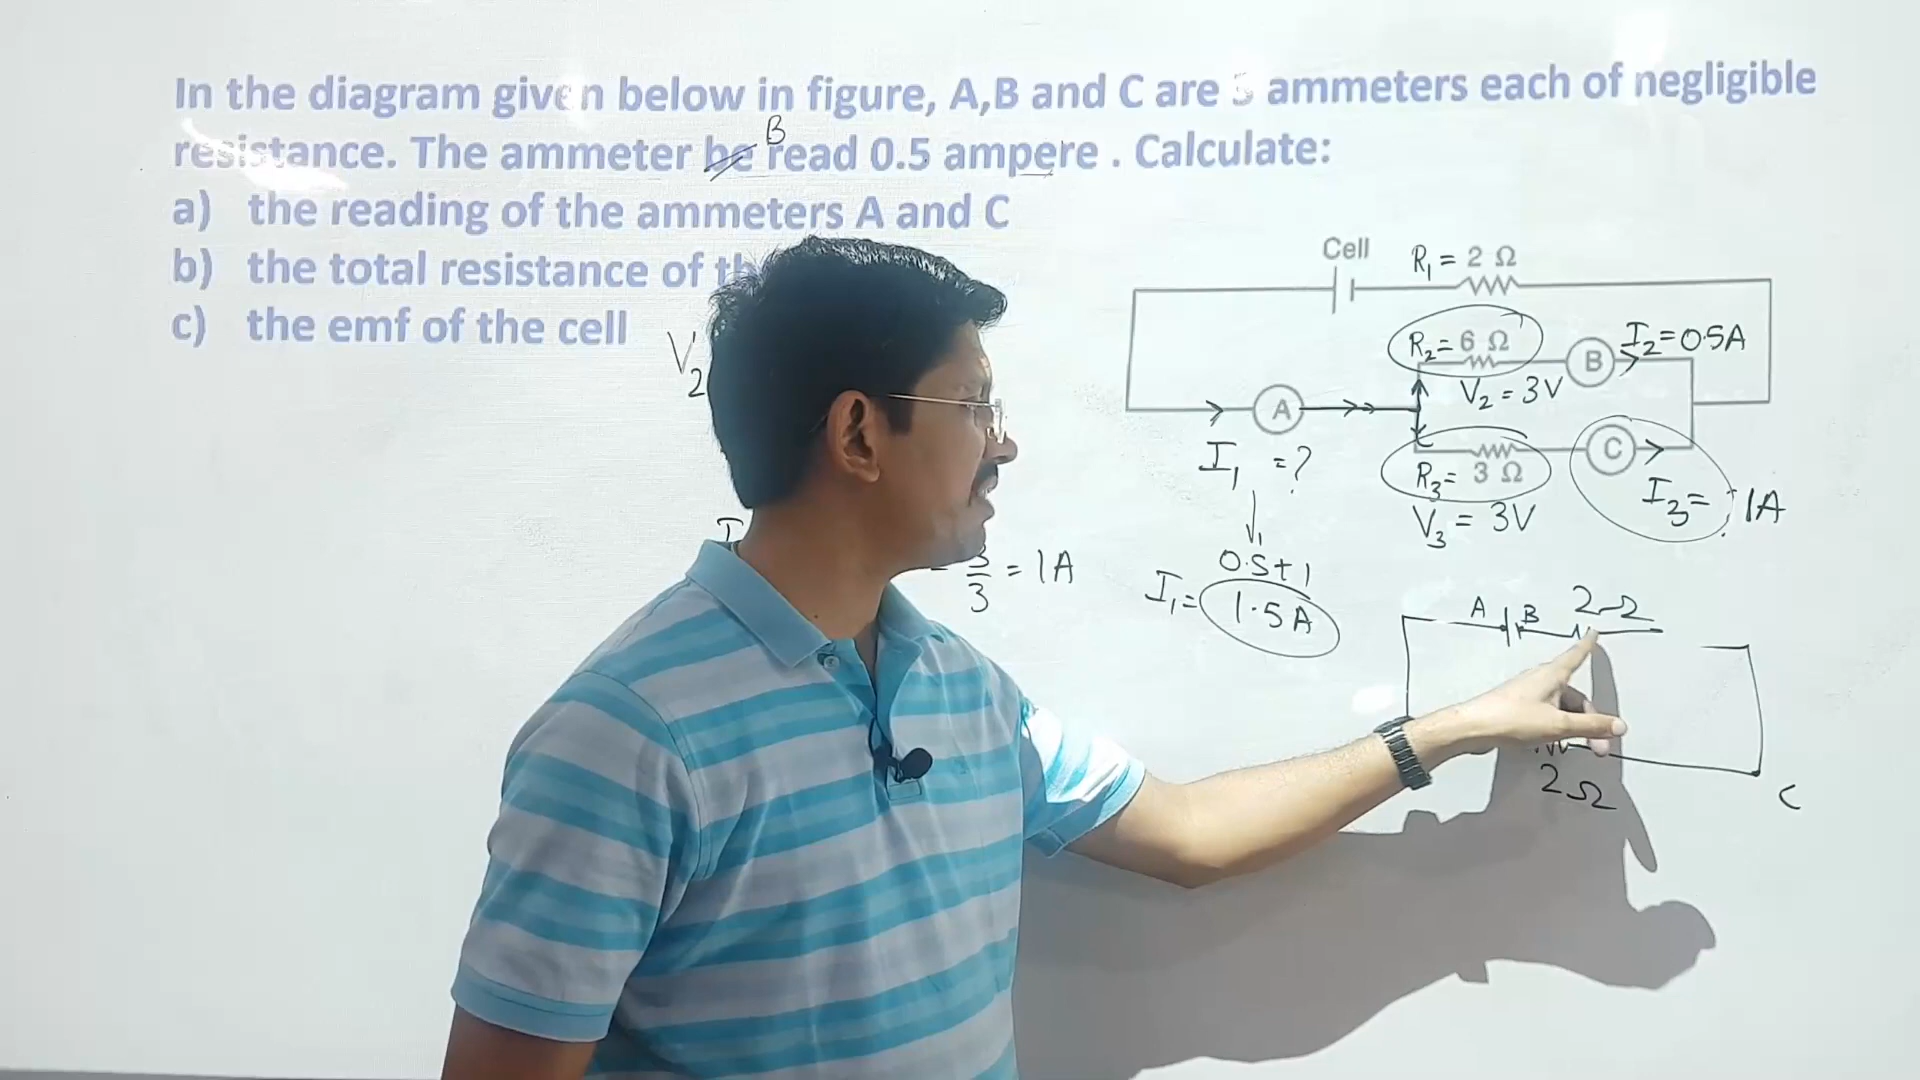 In the diagram given below in figure, A,B and C are 3 ammeters each of negligible
B
resistance. The ammeter be read 0.5 ampere . Calculate:
a) the reading of the ammeters A and C
b) the total resistance of
c) the emf of the cell
Cell
R₁ = 2 Ω
R₂= 6 Ω
B
I₂=0.5A
V₂
V₂ = 3V
A
C
I₁ = ?
R₃= 3 Ω
I₃= 1A
V₃ = 3V
3/3 = 1A
0.5+1
I₁= 1.5A
A B 2Ω
2Ω
C